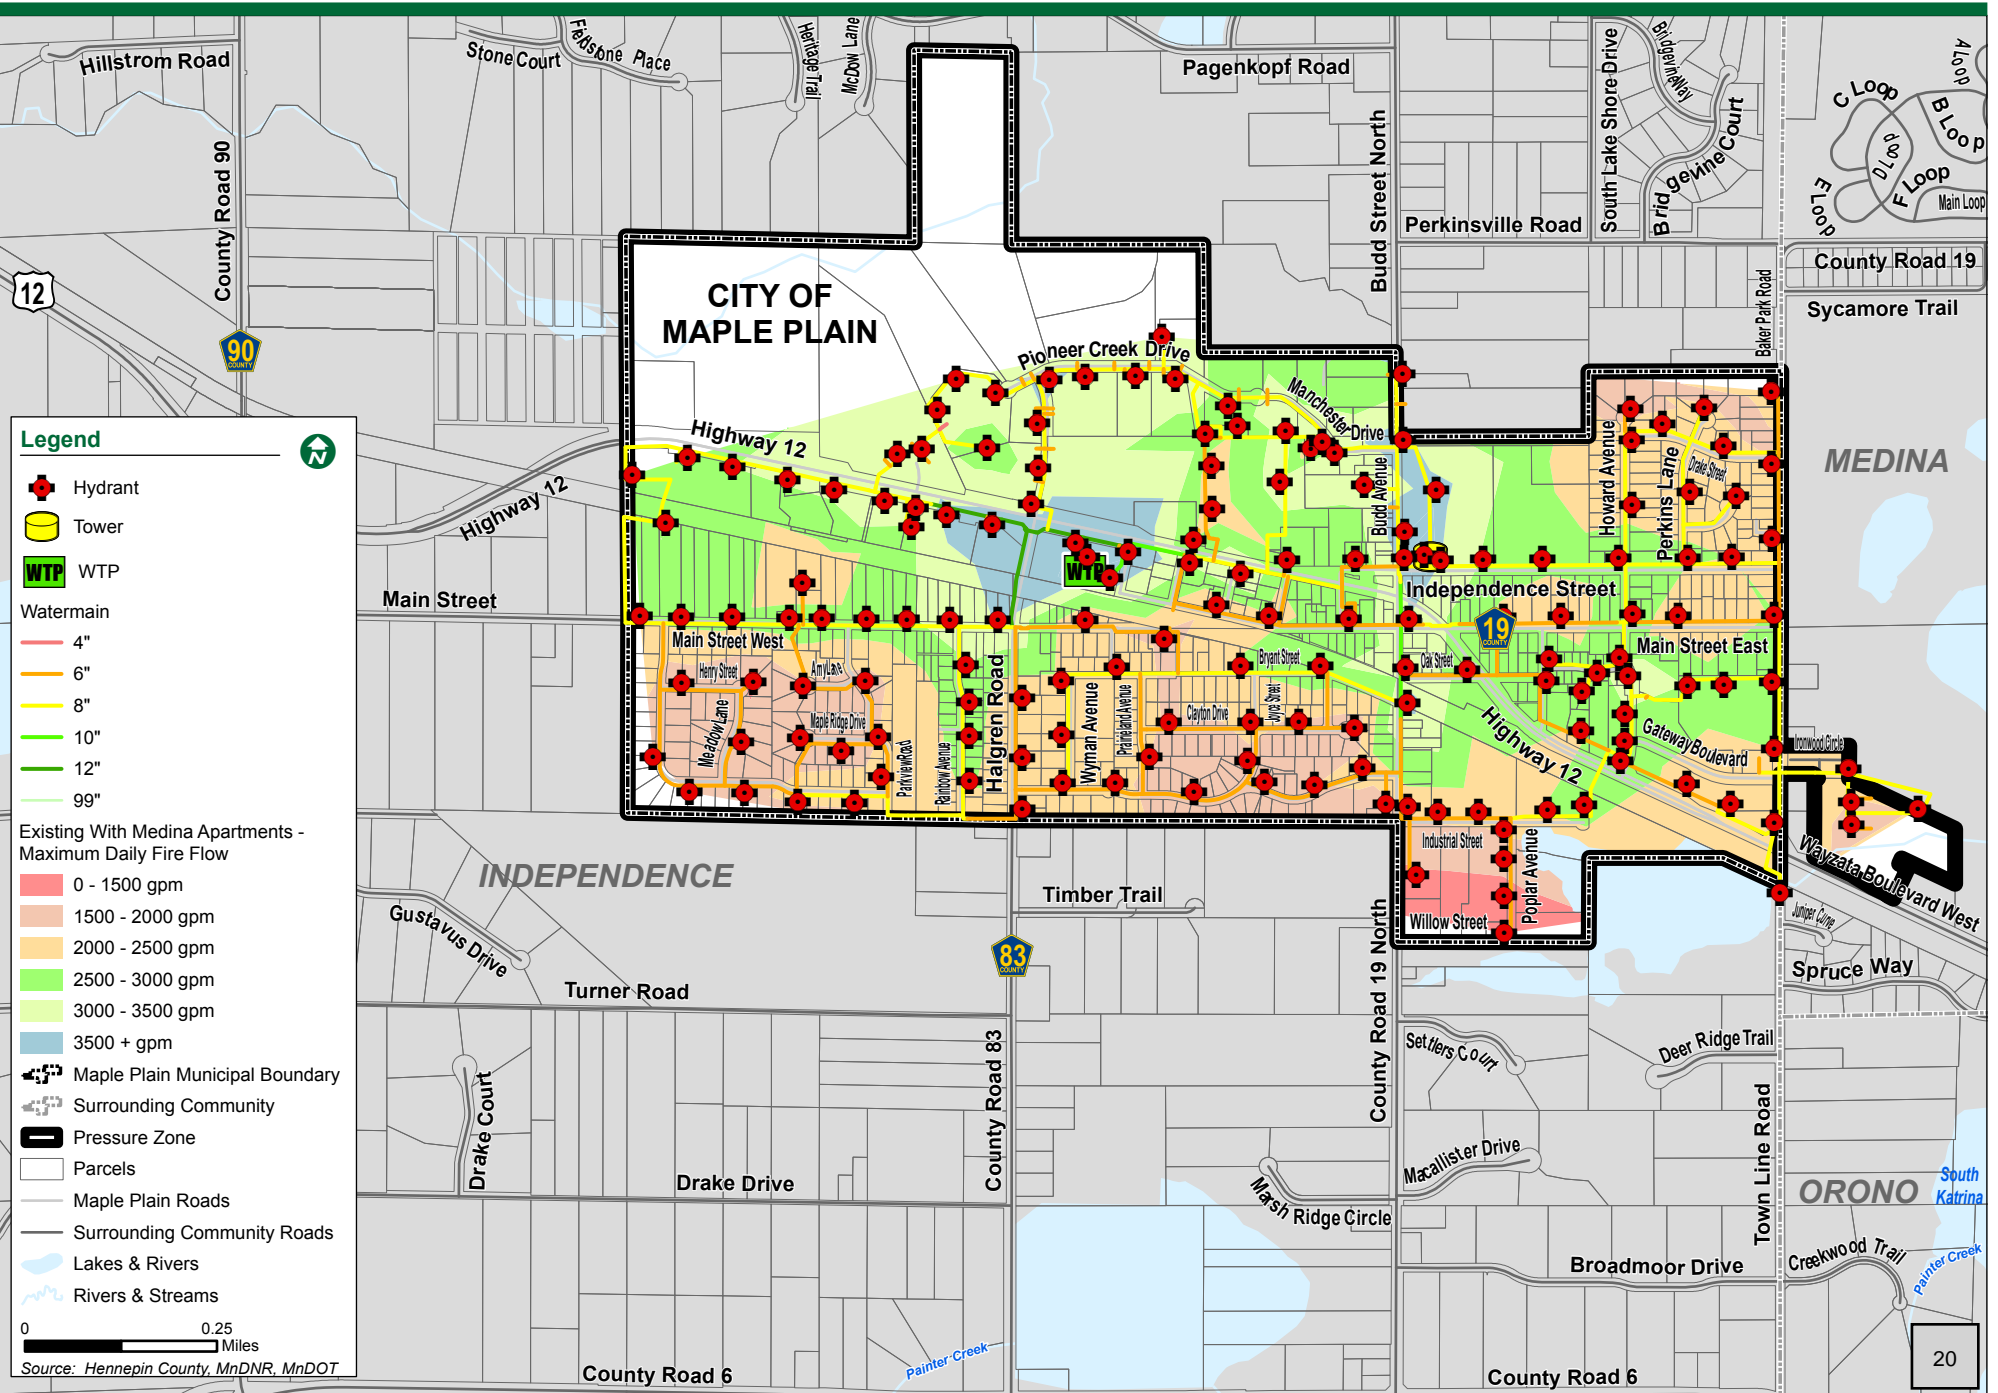 Hillstrom Road
Stone Court
Fieldstone Place
Heritage Trail
McDow Lane
Pagenkopf Road
South Lake Shore Drive
Bridgevine Way
Bridgevine Court
A Loop
B Loop
C Loop
D Loop
E Loop
F Loop
Main Loop
County Road 90
Budd Street North
Perkinsville Road
County Road 19
Sycamore Trail
Baker Park Road
12
90
COUNTY
CITY OF
MAPLE PLAIN
Pioneer Creek Drive
Manchester Drive
Highway 12
Highway 12
Budd Avenue
Howard Avenue
Perkins Lane
Drake Street
MEDINA
WTP
Main Street
Independence Street
19
COUNTY
Main Street West
Main Street East
Henry Street
Amy Lane
Meadow Lane
Maple Ridge Drive
Parkview Road
Rainbow Avenue
Halgren Road
Wyman Avenue
Prairieland Avenue
Clayton Drive
Joyce Street
Bryant Street
Oak Street
Highway 12
Gateway Boulevard
Ironwood Circle
Industrial Street
Poplar Avenue
Willow Street
Wayzata Boulevard West
Juniper Curve
Spruce Way
INDEPENDENCE
Timber Trail
Gustavus Drive
83
COUNTY
Turner Road
County Road 19 North
Settlers Court
Deer Ridge Trail
Drake Court
County Road 83
Drake Drive
Macallister Drive
Marsh Ridge Circle
Town Line Road
ORONO
South
Katrina
Broadmoor Drive
Creekwood Trail
Painter Creek
Painter Creek
County Road 6
County Road 6
20
Legend
N
Hydrant
Tower
WTP WTP
Watermain
4"
6"
8"
10"
12"
99"
Existing With Medina Apartments -
Maximum Daily Fire Flow
0 - 1500 gpm
1500 - 2000 gpm
2000 - 2500 gpm
2500 - 3000 gpm
3000 - 3500 gpm
3500 + gpm
Maple Plain Municipal Boundary
Surrounding Community
Pressure Zone
Parcels
Maple Plain Roads
Surrounding Community Roads
Lakes & Rivers
Rivers & Streams
0 0.25
Miles
Source: Hennepin County, MnDNR, MnDOT